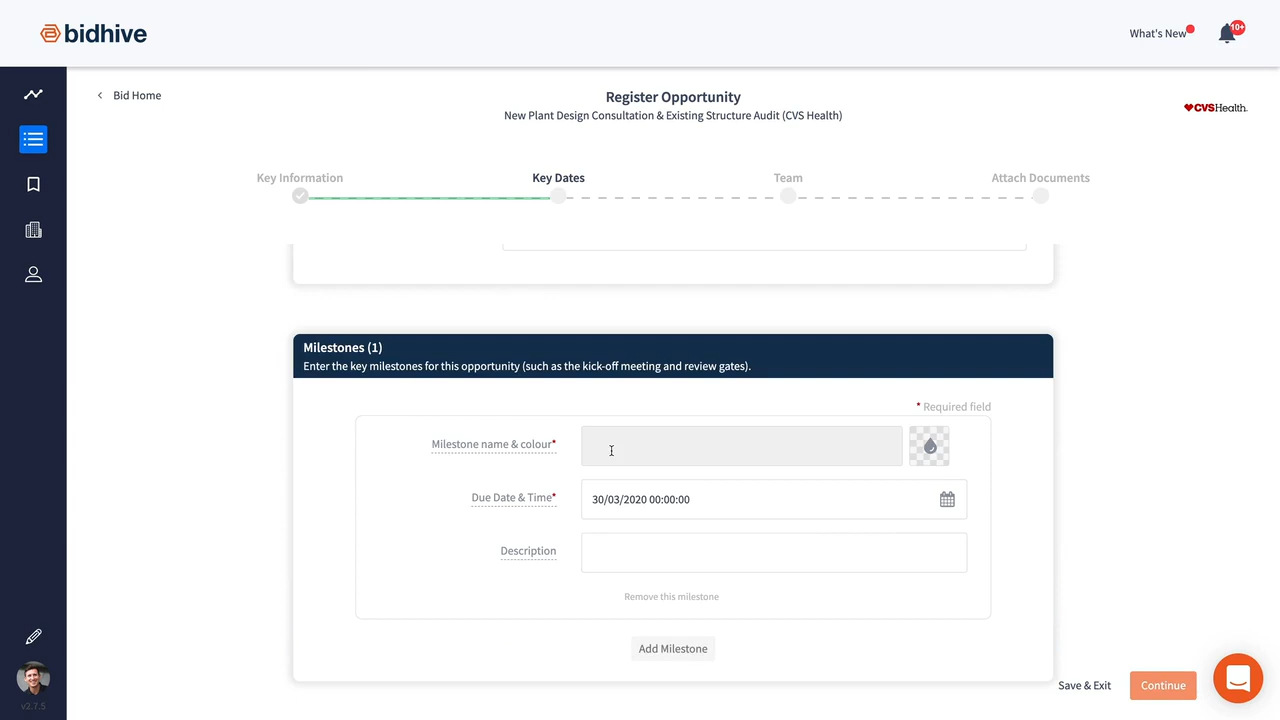 bidhive
What's New
10+
Bid Home
Register Opportunity
New Plant Design Consultation & Existing Structure Audit (CVS Health)
CVSHealth.
Key Information
Key Dates
Team
Attach Documents
Milestones (1)
Enter the key milestones for this opportunity (such as the kick-off meeting and review gates).
* Required field
Milestone name & colour*
Due Date & Time*
30/03/2020 00:00:00
Description
Remove this milestone
Add Milestone
Save & Exit
Continue
v2.7.5